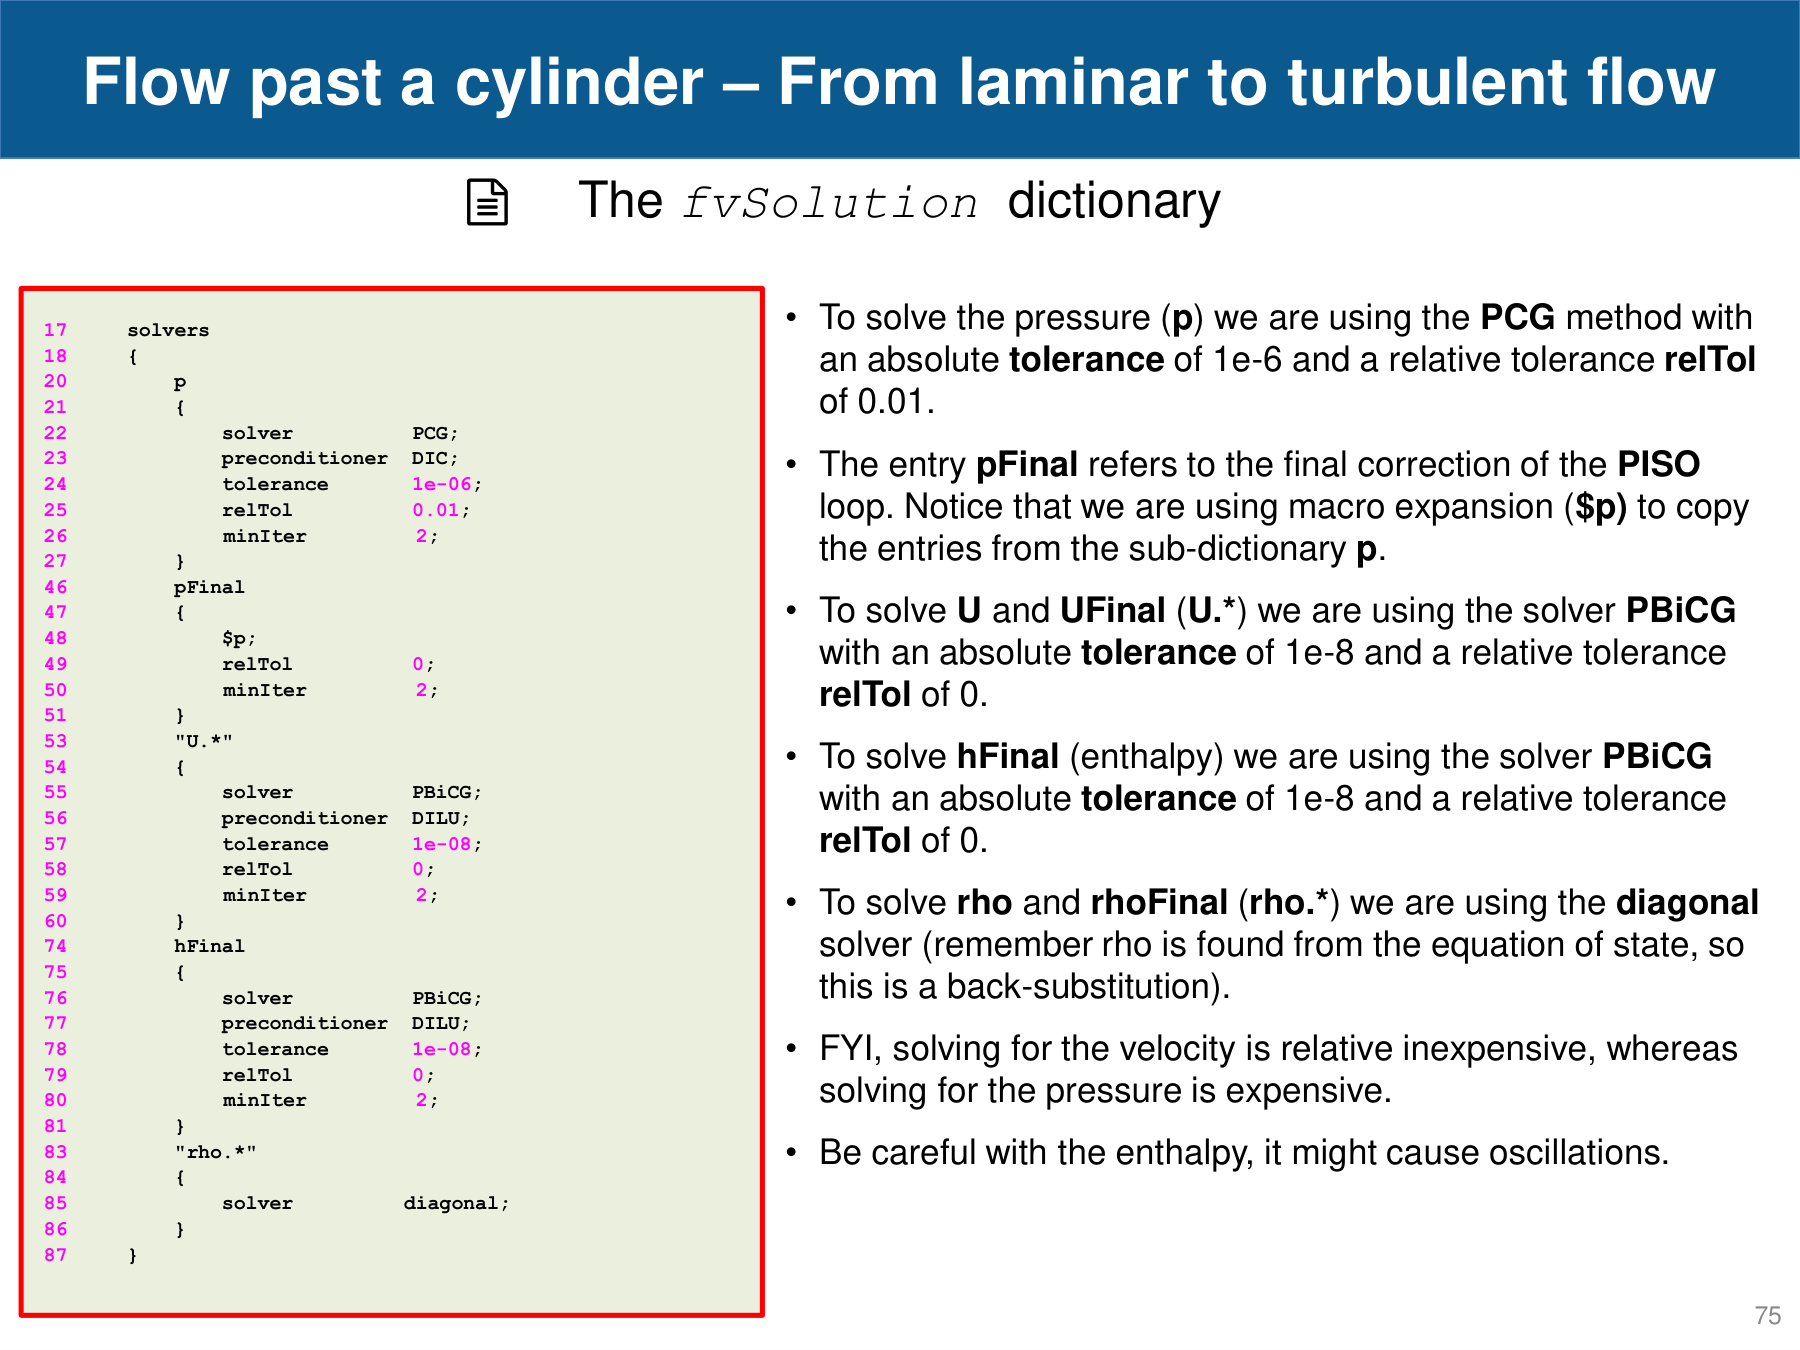 Flow past a cylinder – From laminar to turbulent flow
The fvSolution dictionary
17 solvers
18 {
20 p
21 {
22 solver PCG;
23 preconditioner DIC;
24 tolerance 1e-06;
25 relTol 0.01;
26 minIter 2;
27 }
46 pFinal
47 {
48 $p;
49 relTol 0;
50 minIter 2;
51 }
53 "U.*"
54 {
55 solver PBiCG;
56 preconditioner DILU;
57 tolerance 1e-08;
58 relTol 0;
59 minIter 2;
60 }
74 hFinal
75 {
76 solver PBiCG;
77 preconditioner DILU;
78 tolerance 1e-08;
79 relTol 0;
80 minIter 2;
81 }
83 "rho.*"
84 {
85 solver diagonal;
86 }
87 }
• To solve the pressure (p) we are using the PCG method with
an absolute tolerance of 1e-6 and a relative tolerance relTol
of 0.01.
• The entry pFinal refers to the final correction of the PISO
loop. Notice that we are using macro expansion ($p) to copy
the entries from the sub-dictionary p.
• To solve U and UFinal (U.*) we are using the solver PBiCG
with an absolute tolerance of 1e-8 and a relative tolerance
relTol of 0.
• To solve hFinal (enthalpy) we are using the solver PBiCG
with an absolute tolerance of 1e-8 and a relative tolerance
relTol of 0.
• To solve rho and rhoFinal (rho.*) we are using the diagonal
solver (remember rho is found from the equation of state, so
this is a back-substitution).
• FYI, solving for the velocity is relative inexpensive, whereas
solving for the pressure is expensive.
• Be careful with the enthalpy, it might cause oscillations.
75